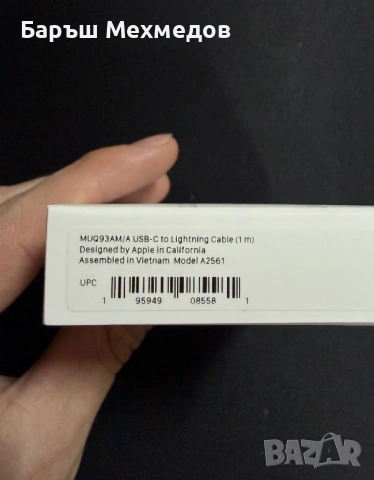 Баръш Мехмедов
MUQ93AM/A USB-C to Lightning Cable (1 m)
Designed by Apple in California
Assembled in Vietnam Model A2561
UPC
1 95949 08558 1
BAZAR